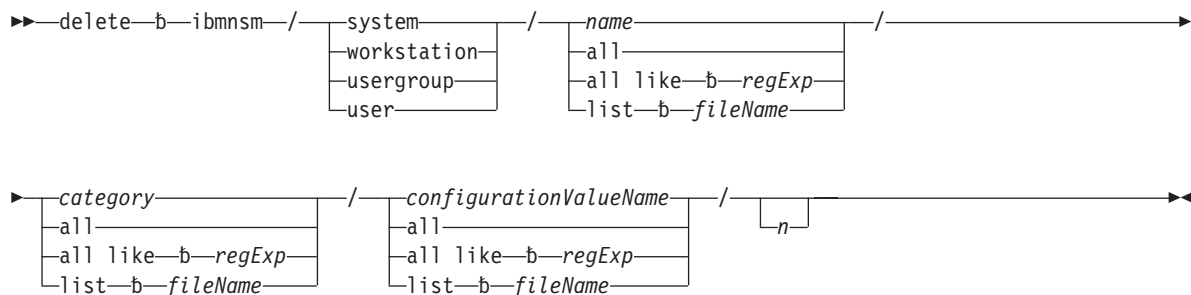 delete ƀ ibmnsm / system / name /
workstation all
usergroup all like ƀ regExp
user list ƀ fileName
category / configurationValueName /
all all n
all like ƀ regExp all like ƀ regExp
list ƀ fileName list ƀ fileName